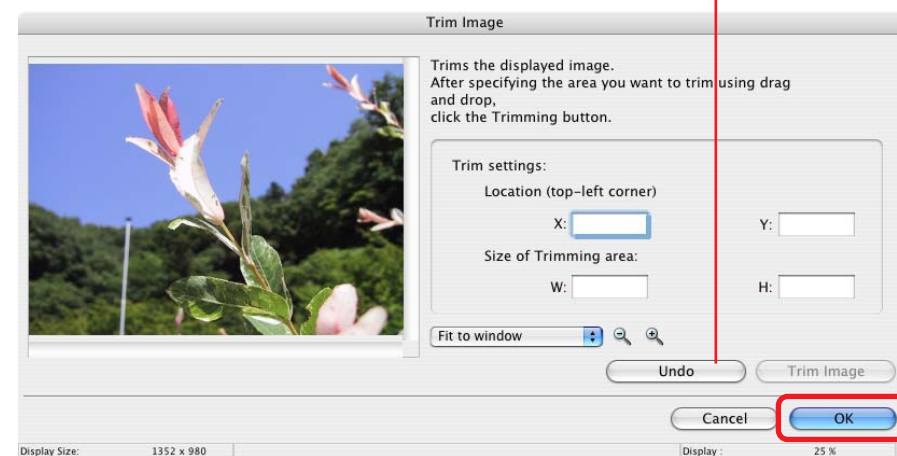 Trim Image
Trims the displayed image.
After specifying the area you want to trim using drag
and drop,
click the Trimming button.
Trim settings:
Location (top-left corner)
X: Y:
Size of Trimming area:
W: H:
Fit to window
Undo Trim Image
Cancel OK
Display Size: 1352 x 980 Display : 25 %